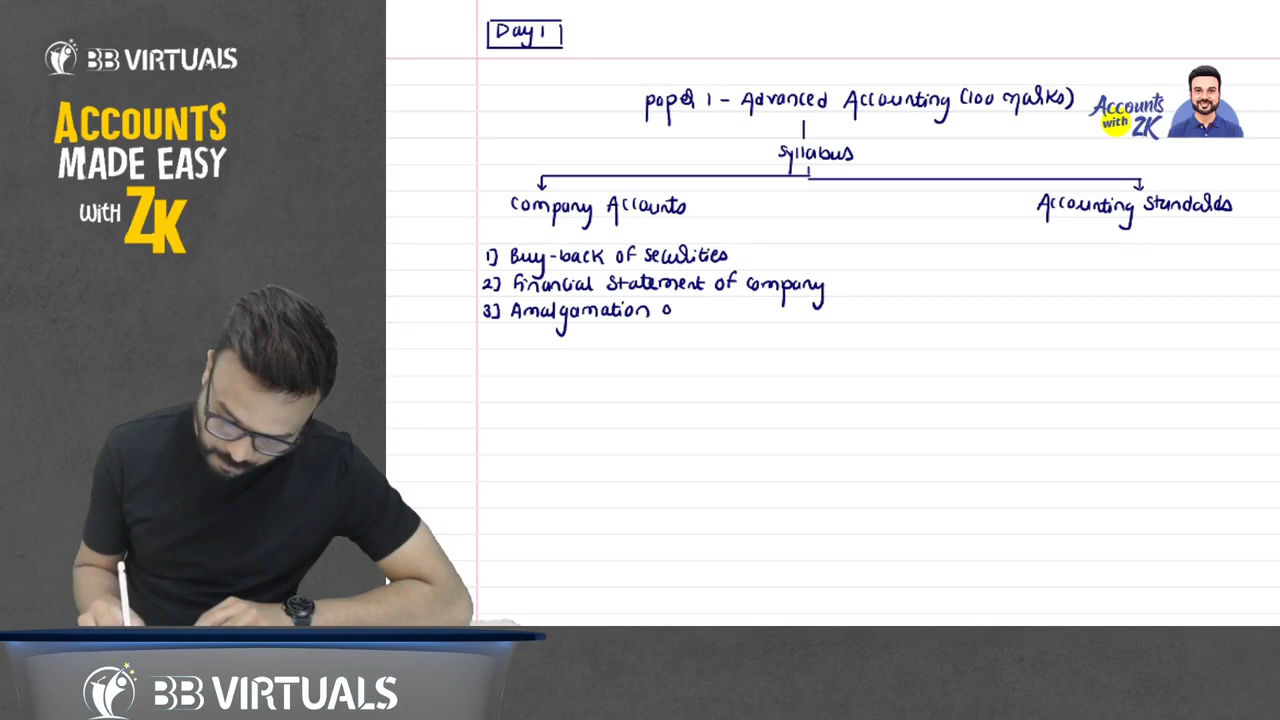 BB VIRTUALS
ACCOUNTS
MADE EASY
WITH ZK
Day 1
Paper 1 - Advanced Accounting (100 Marks)
Accounts
with ZK
Syllabus
Company Accounts
Accounting Standards
1] Buy-back of Securities
2] Financial Statement of Company
3] Amalgamation o
BB VIRTUALS